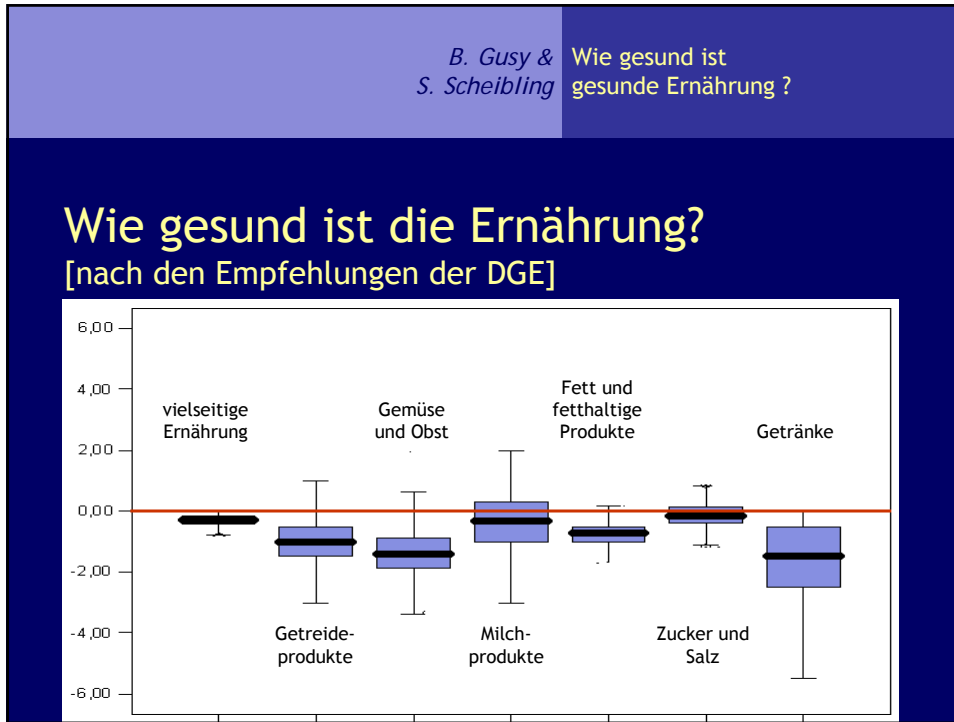 B. Gusy &
S. Scheibling
Wie gesund ist
gesunde Ernährung ?
Wie gesund ist die Ernährung?
[nach den Empfehlungen der DGE]
6,00
4,00
2,00
0,00
-2,00
-4,00
-6,00
vielseitige
Ernährung
Getreide-
produkte
Gemüse
und Obst
Milch-
produkte
Fett und
fetthaltige
Produkte
Zucker und
Salz
Getränke